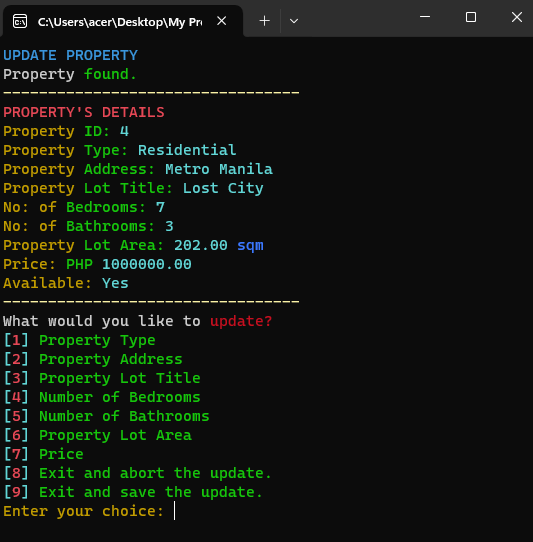 C:\Users\acer\Desktop\My Pr
UPDATE PROPERTY
Property found.
---------------------------------
PROPERTY'S DETAILS
Property ID: 4
Property Type: Residential
Property Address: Metro Manila
Property Lot Title: Lost City
No: of Bedrooms: 7
No: of Bathrooms: 3
Property Lot Area: 202.00 sqm
Price: PHP 1000000.00
Available: Yes
---------------------------------
What would you like to update?
[1] Property Type
[2] Property Address
[3] Property Lot Title
[4] Number of Bedrooms
[5] Number of Bathrooms
[6] Property Lot Area
[7] Price
[8] Exit and abort the update.
[9] Exit and save the update.
Enter your choice: